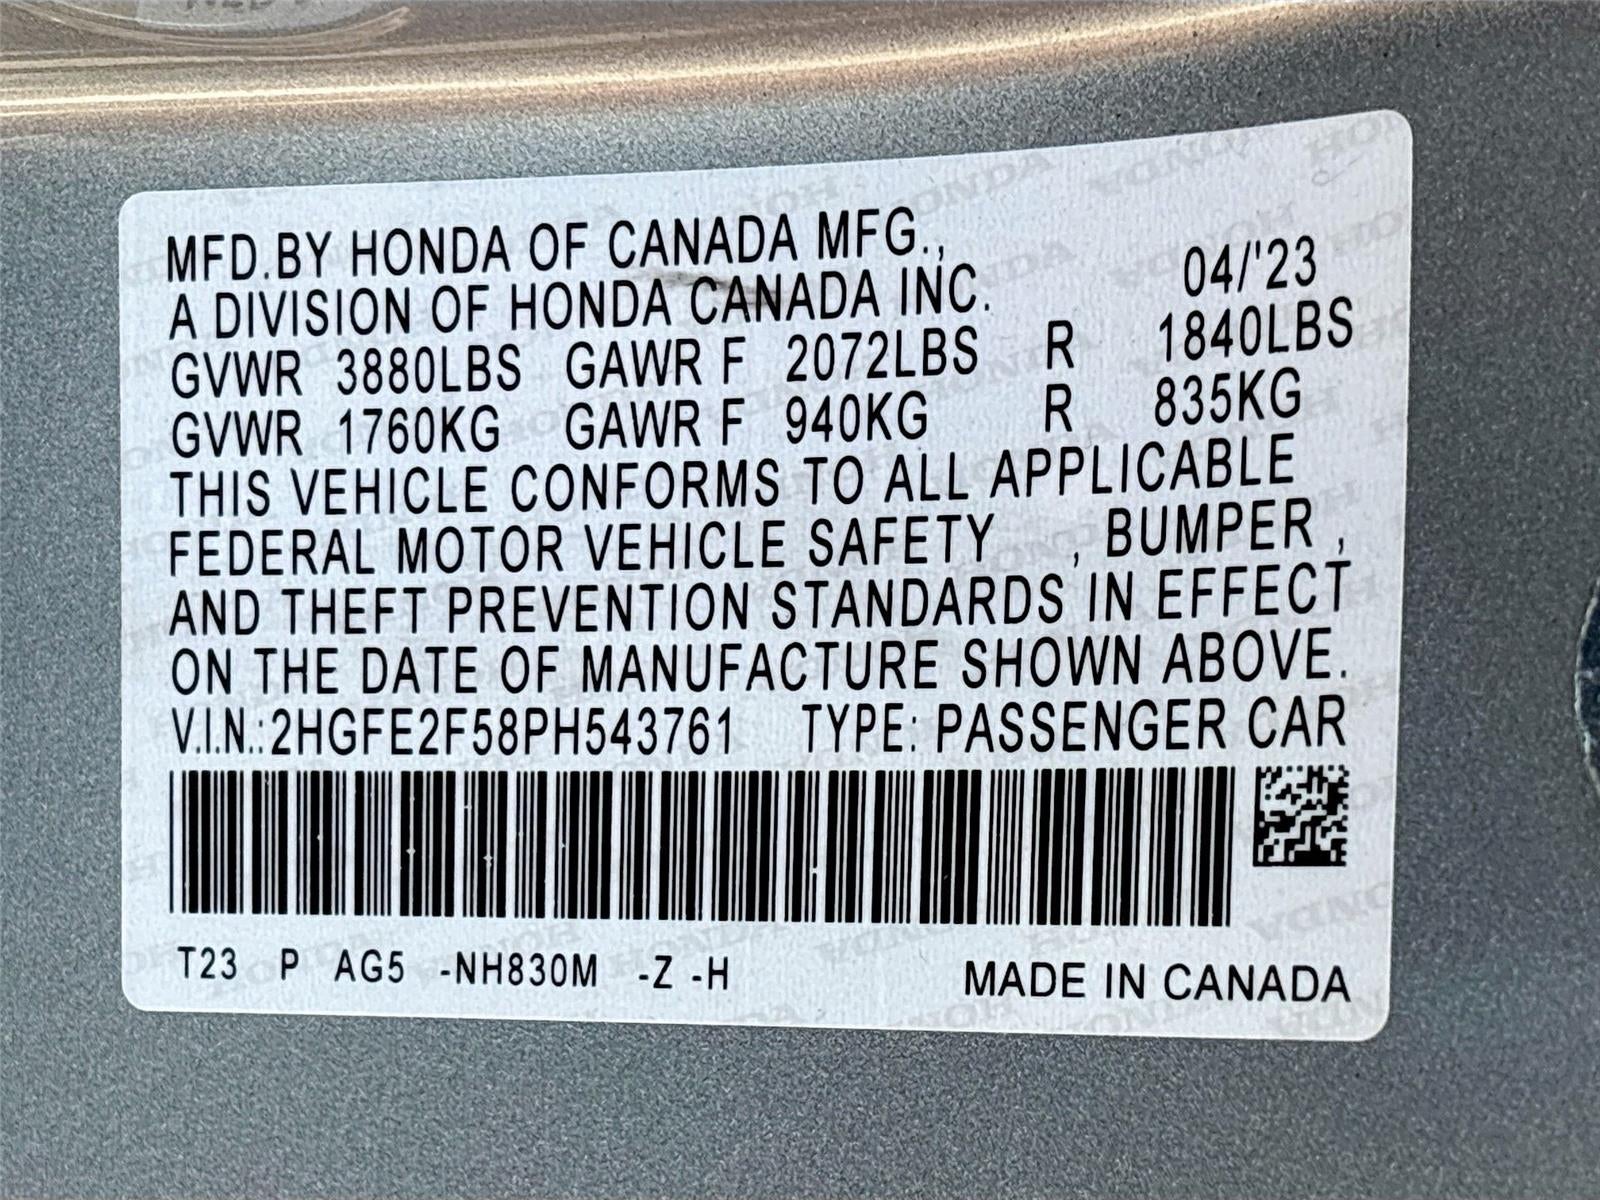 MFD.BY HONDA OF CANADA MFG.,
A DIVISION OF HONDA CANADA INC. 04/'23
GVWR 3880LBS GAWR F 2072LBS R 1840LBS
GVWR 1760KG GAWR F 940KG R 835KG
THIS VEHICLE CONFORMS TO ALL APPLICABLE
FEDERAL MOTOR VEHICLE SAFETY , BUMPER ,
AND THEFT PREVENTION STANDARDS IN EFFECT
ON THE DATE OF MANUFACTURE SHOWN ABOVE.
V.I.N.:2HGFE2F58PH543761 TYPE: PASSENGER CAR
T23 P AG5 -NH830M -Z -H MADE IN CANADA